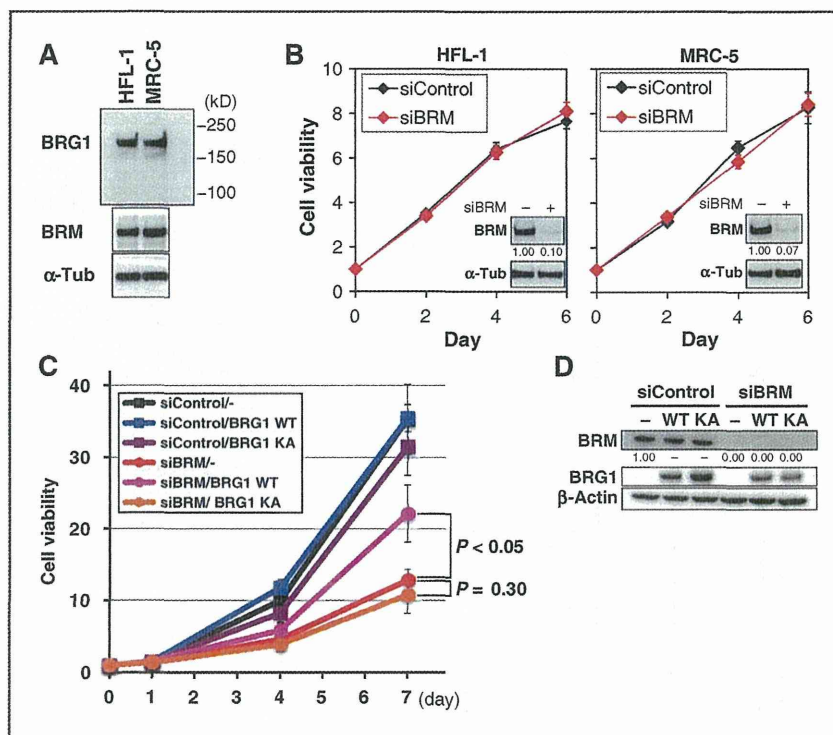 A
HFL-1
MRC-5
(kD)
BRG1
–250
–150
–100
BRM
α-Tub
B
HFL-1
siControl
siBRM
Cell viability
10
8
6
4
2
0
siBRM – +
BRM
1.00 0.10
α-Tub
0 2 4 6
Day
MRC-5
siControl
siBRM
siBRM – +
BRM
1.00 0.07
α-Tub
0 2 4 6
Day
C
Cell viability
40
30
20
10
0
siControl/-
siControl/BRG1 WT
siControl/BRG1 KA
siBRM/-
siBRM/BRG1 WT
siBRM/ BRG1 KA
P < 0.05
P = 0.30
0 1 2 3 4 5 6 7 (day)
D
siControl siBRM
– WT KA – WT KA
BRM
1.00 – – 0.00 0.00 0.00
BRG1
β-Actin